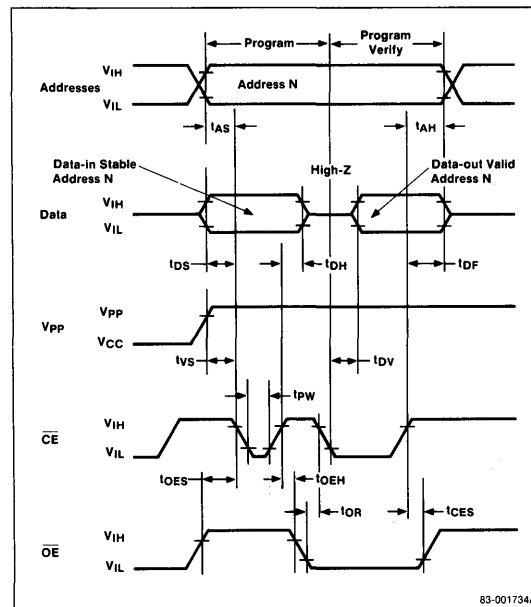 Program
Program
Verify
VIH
Addresses
Address N
VIL
tAS
tAH
Data-in Stable
Address N
High-Z
Data-out Valid
Address N
VIH
Data
VIL
tDS
tDH
tDF
VPP
VPP
VCC
tVS
tDV
tPW
VIH
CE
VIL
tOES
tOEH
tOR
tCES
VIH
OE
VIL
83-001734A